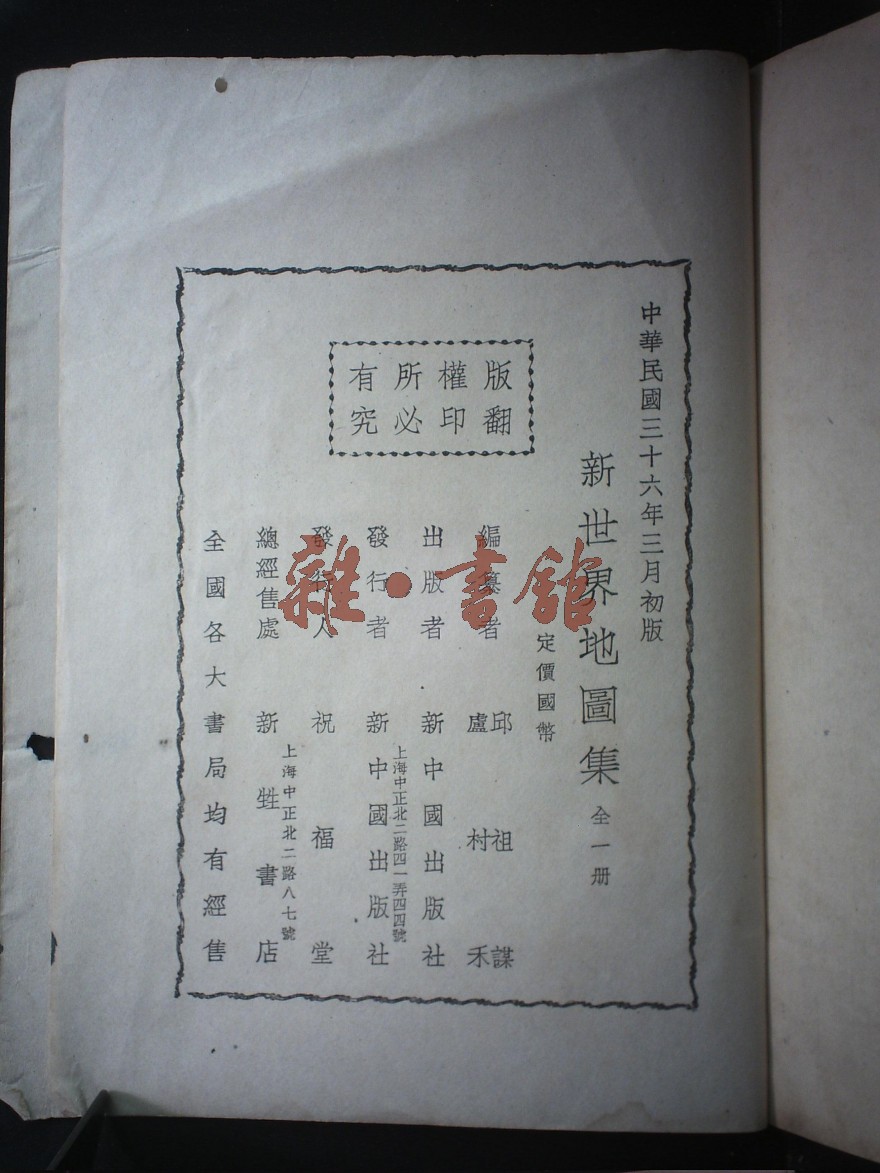 中華民國三十六年三月初版
新世界地圖集 全一册
定價國幣
版權所有
翻印必究
編纂者 邱祖謀
盧村禾
出版者 新中國出版社
上海中正北二路四一弄四四號
發行者 新中國出版社
發行人 祝福堂
上海中正北二路八七號
總經售處 新甡書店
全國各大書局均有經售
雜·書館